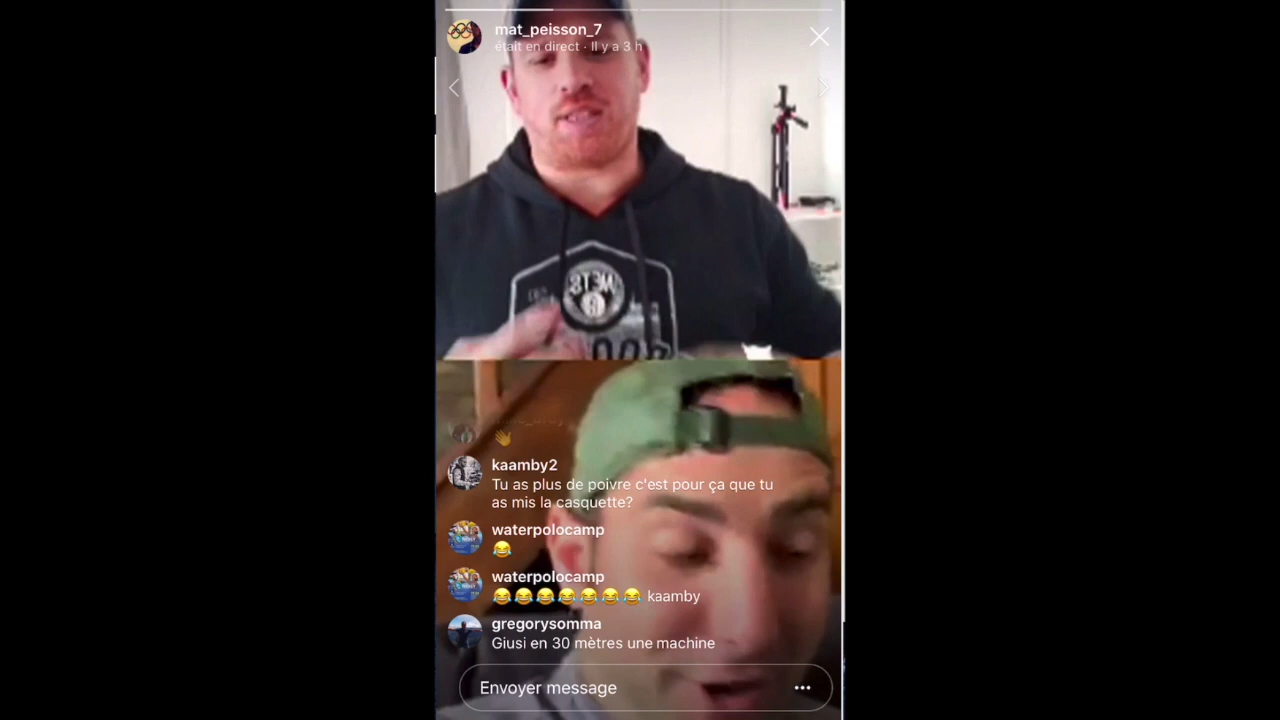 mat_peisson_7
était en direct · Il y a 3 h
NETS
kaamby2
Tu as plus de poivre c'est pour ça que tu
as mis la casquette?
waterpolocamp
😂
waterpolocamp
😂😂😂😂😂😂😂 kaamby
gregorysomma
Giusi en 30 mètres une machine
Envoyer message